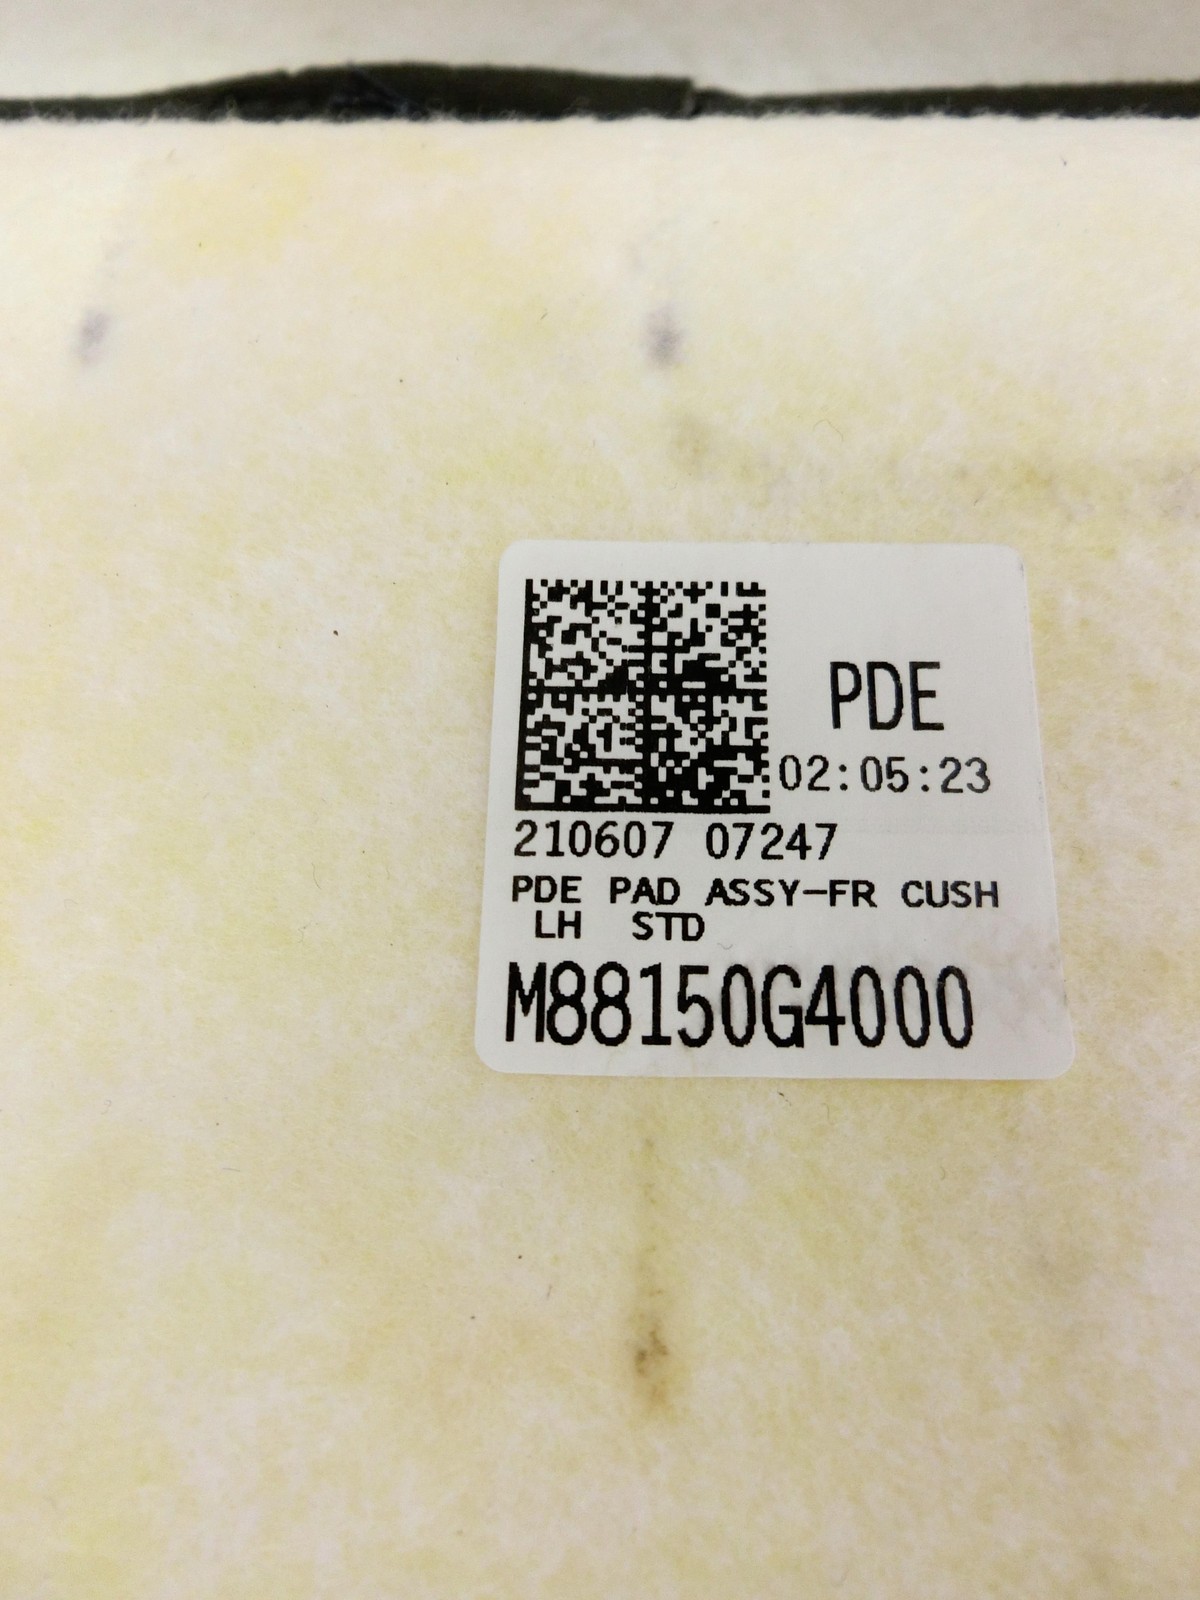 PDE
02:05:23
210607 07247
PDE PAD ASSY-FR CUSH
LH STD
M88150G4000